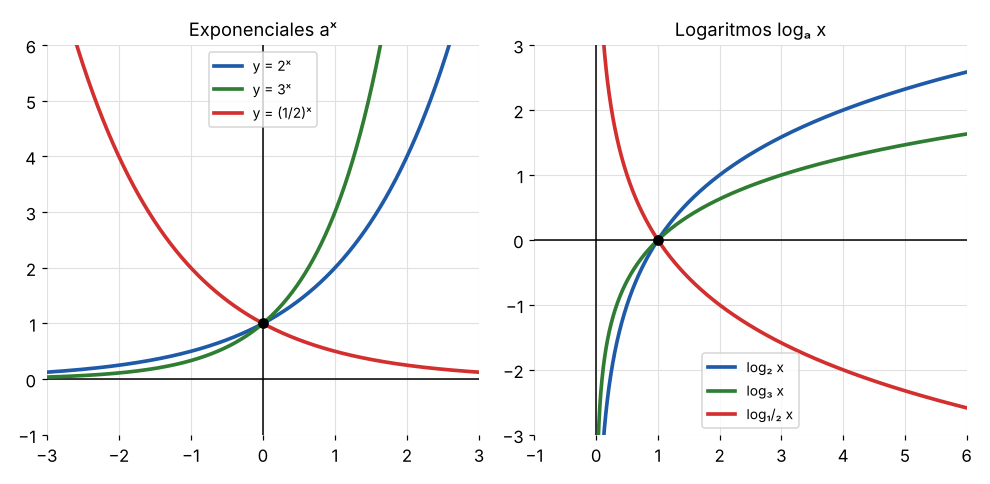 Exponenciales aˣ
y = 2ˣ
y = 3ˣ
y = (1/2)ˣ
6
5
4
3
2
1
0
−1
−3 −2 −1 0 1 2 3
Logaritmos logₐ x
3
2
1
0
−1
−2
−3
log₂ x
log₃ x
log₁/₂ x
−1 0 1 2 3 4 5 6